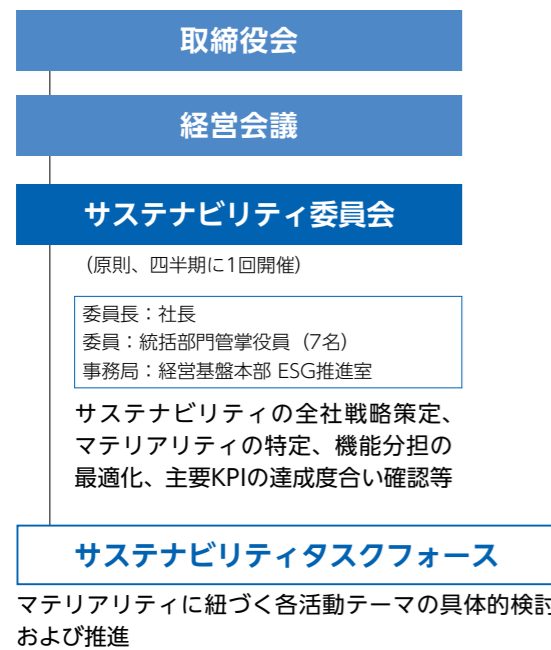 取締役会
経営会議
サステナビリティ委員会
(原則、四半期に1回開催)
委員長：社長
委員：統括部門管掌役員（7名）
事務局：経営基盤本部 ESG推進室
サステナビリティの全社戦略策定、
マテリアリティの特定、機能分担の
最適化、主要KPIの達成度合い確認等
サステナビリティタスクフォース
マテリアリティに紐づく各活動テーマの具体的検討
および推進